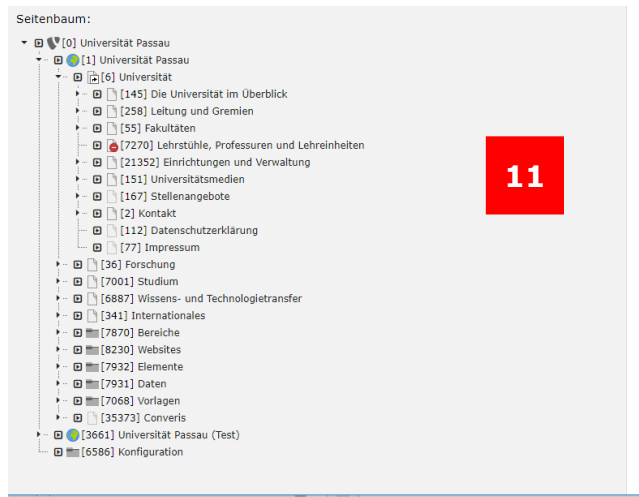 Seitenbaum:
[0] Universität Passau
[1] Universität Passau
[6] Universität
[145] Die Universität im Überblick
[258] Leitung und Gremien
[55] Fakultäten
[7270] Lehrstühle, Professuren und Lehreinheiten
[21352] Einrichtungen und Verwaltung
[151] Universitätsmedien
[167] Stellenangebote
[2] Kontakt
[112] Datenschutzerklärung
[77] Impressum
[36] Forschung
[7001] Studium
[6887] Wissens- und Technologietransfer
[341] Internationales
[7870] Bereiche
[8230] Websites
[7932] Elemente
[7931] Daten
[7068] Vorlagen
[35373] Converis
[3661] Universität Passau (Test)
[6586] Konfiguration
11